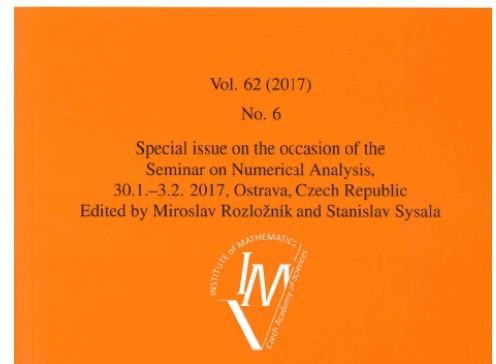 Vol. 62 (2017)
No. 6
Special issue on the occasion of the
Seminar on Numerical Analysis,
30.1.–3.2. 2017, Ostrava, Czech Republic
Edited by Miroslav Rozložník and Stanislav Sysala
INSTITUTE of MATHEMATICS
IM
Czech Academy of Sciences